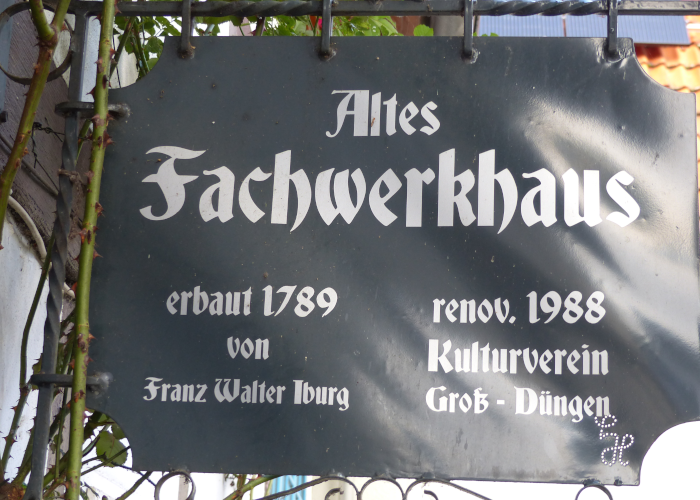 Altes
Fachwerkhaus
erbaut 1789
von
Franz Walter Iburg
renov. 1988
Kulturverein
Groß - Düngen